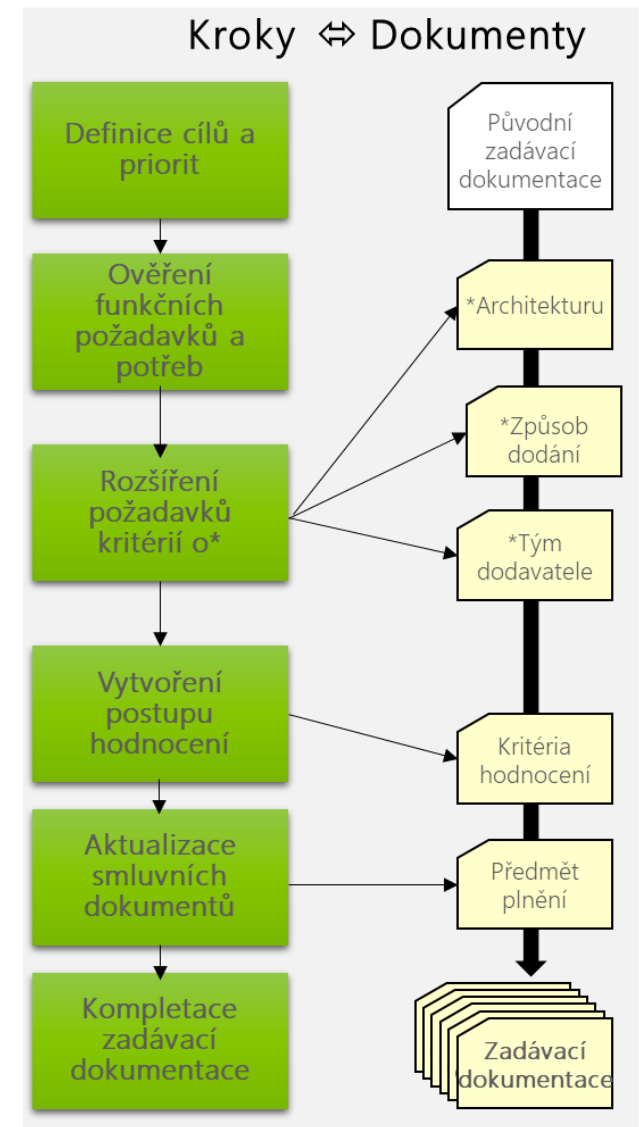 Kroky ⇔ Dokumenty
Definice cílů a
priorit
Ověření
funkčních
požadavků a
potřeb
Rozšíření
požadavků
kritérií o*
Vytvoření
postupu
hodnocení
Aktualizace
smluvních
dokumentů
Kompletace
zadávací
dokumentace
Původní
zadávací
dokumentace
*Architekturu
*Způsob
dodání
*Tým
dodavatele
Kritéria
hodnocení
Předmět
plnění
Zadávací
dokumentace